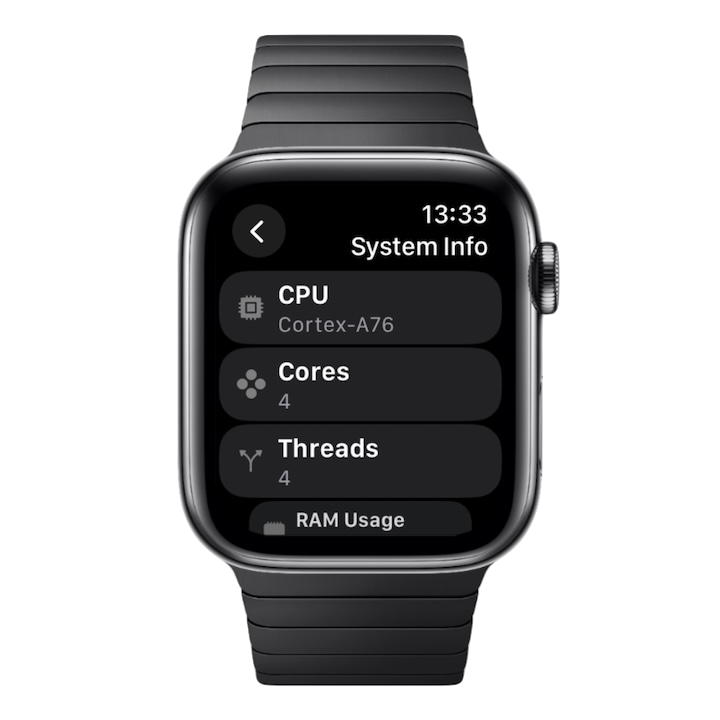 13:33
System Info
CPU
Cortex-A76
Cores
4
Threads
4
RAM Usage